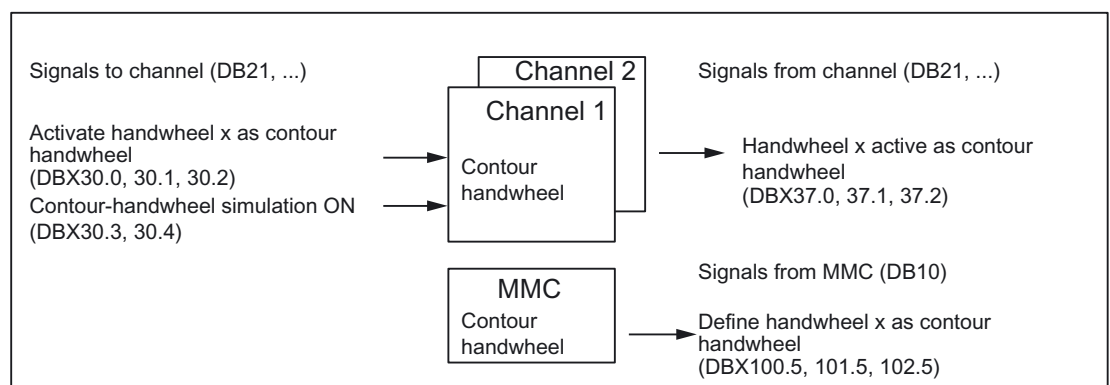 Signals to channel (DB21, ...)
Activate handwheel x as contour
handwheel
(DBX30.0, 30.1, 30.2)
Contour-handwheel simulation ON
(DBX30.3, 30.4)
Channel 2
Channel 1
Contour
handwheel
Signals from channel (DB21, ...)
Handwheel x active as contour
handwheel
(DBX37.0, 37.1, 37.2)
MMC
Contour
handwheel
Signals from MMC (DB10)
Define handwheel x as contour
handwheel
(DBX100.5, 101.5, 102.5)